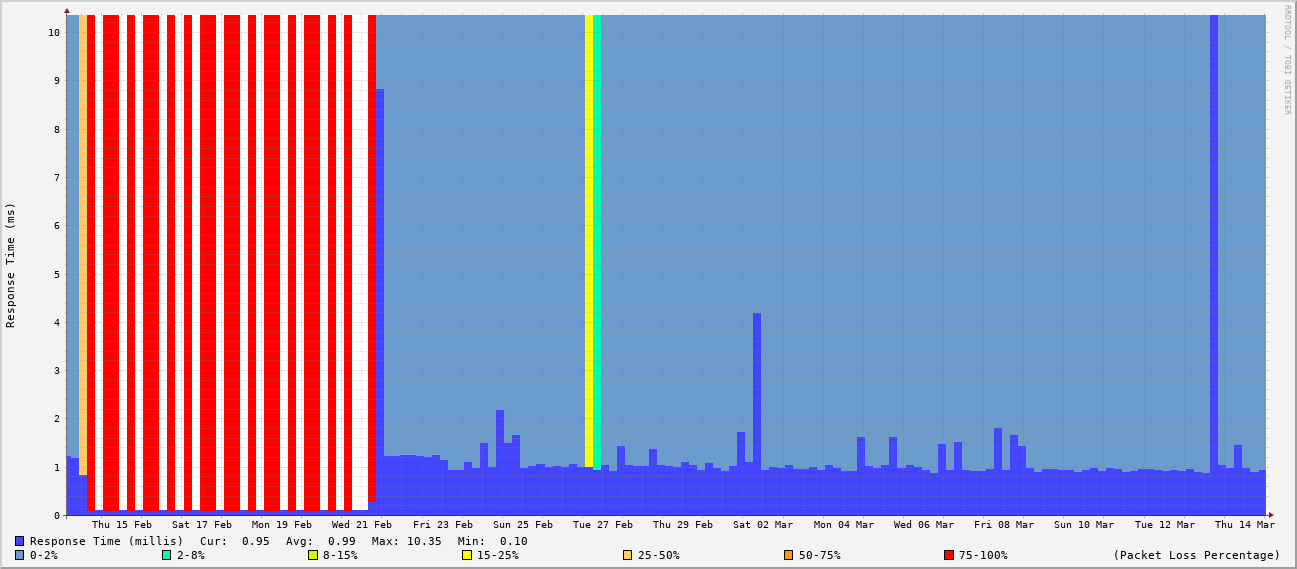 RRDTOOL / TOBI OETIKER
Response Time (ms)
10
9
8
7
6
5
4
3
2
1
0
Thu 15 Feb Sat 17 Feb Mon 19 Feb Wed 21 Feb Fri 23 Feb Sun 25 Feb Tue 27 Feb Thu 29 Feb Sat 02 Mar Mon 04 Mar Wed 06 Mar Fri 08 Mar Sun 10 Mar Tue 12 Mar Thu 14 Mar
Response Time (millis) Cur: 0.95 Avg: 0.99 Max: 10.35 Min: 0.10
0-2% 2-8% 8-15% 15-25% 25-50% 50-75% 75-100% (Packet Loss Percentage)